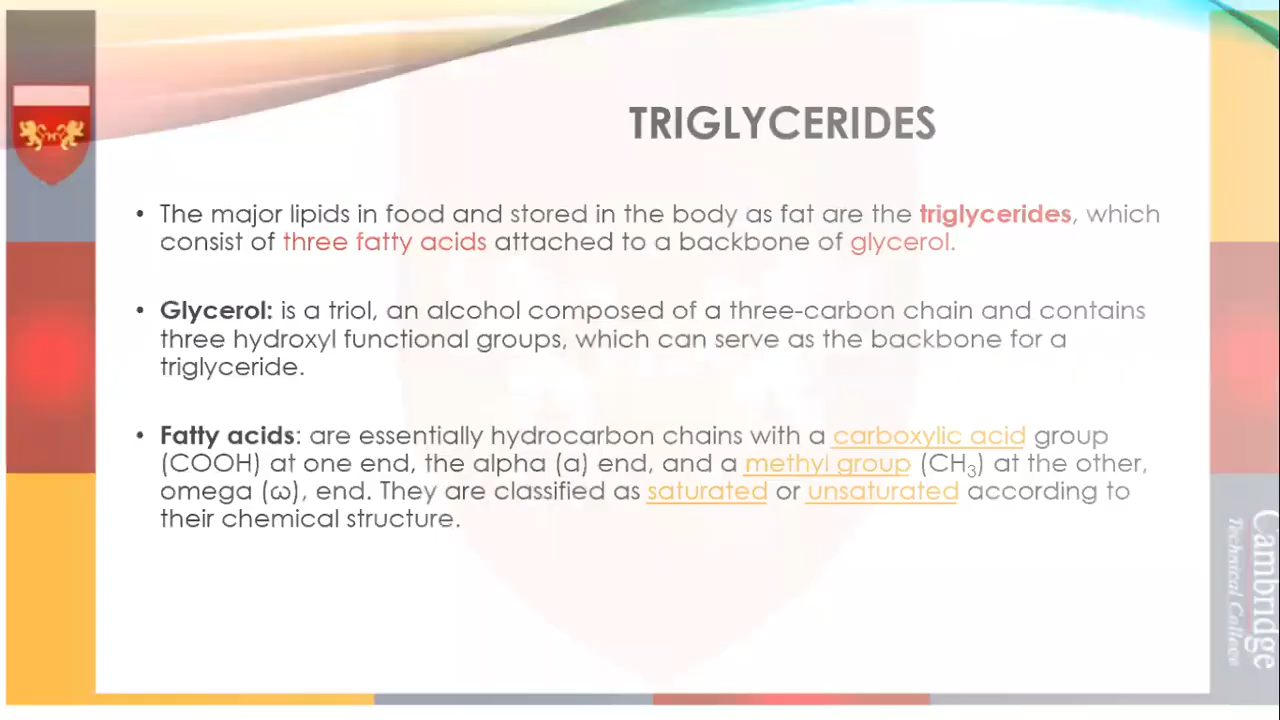 TRIGLYCERIDES
• The major lipids in food and stored in the body as fat are the triglycerides, which
consist of three fatty acids attached to a backbone of glycerol.
• Glycerol: is a triol, an alcohol composed of a three-carbon chain and contains
three hydroxyl functional groups, which can serve as the backbone for a
triglyceride.
• Fatty acids: are essentially hydrocarbon chains with a carboxylic acid group
(COOH) at one end, the alpha (a) end, and a methyl group (CH₃) at the other,
omega (ω), end. They are classified as saturated or unsaturated according to
their chemical structure.
Cambridge
Technical College